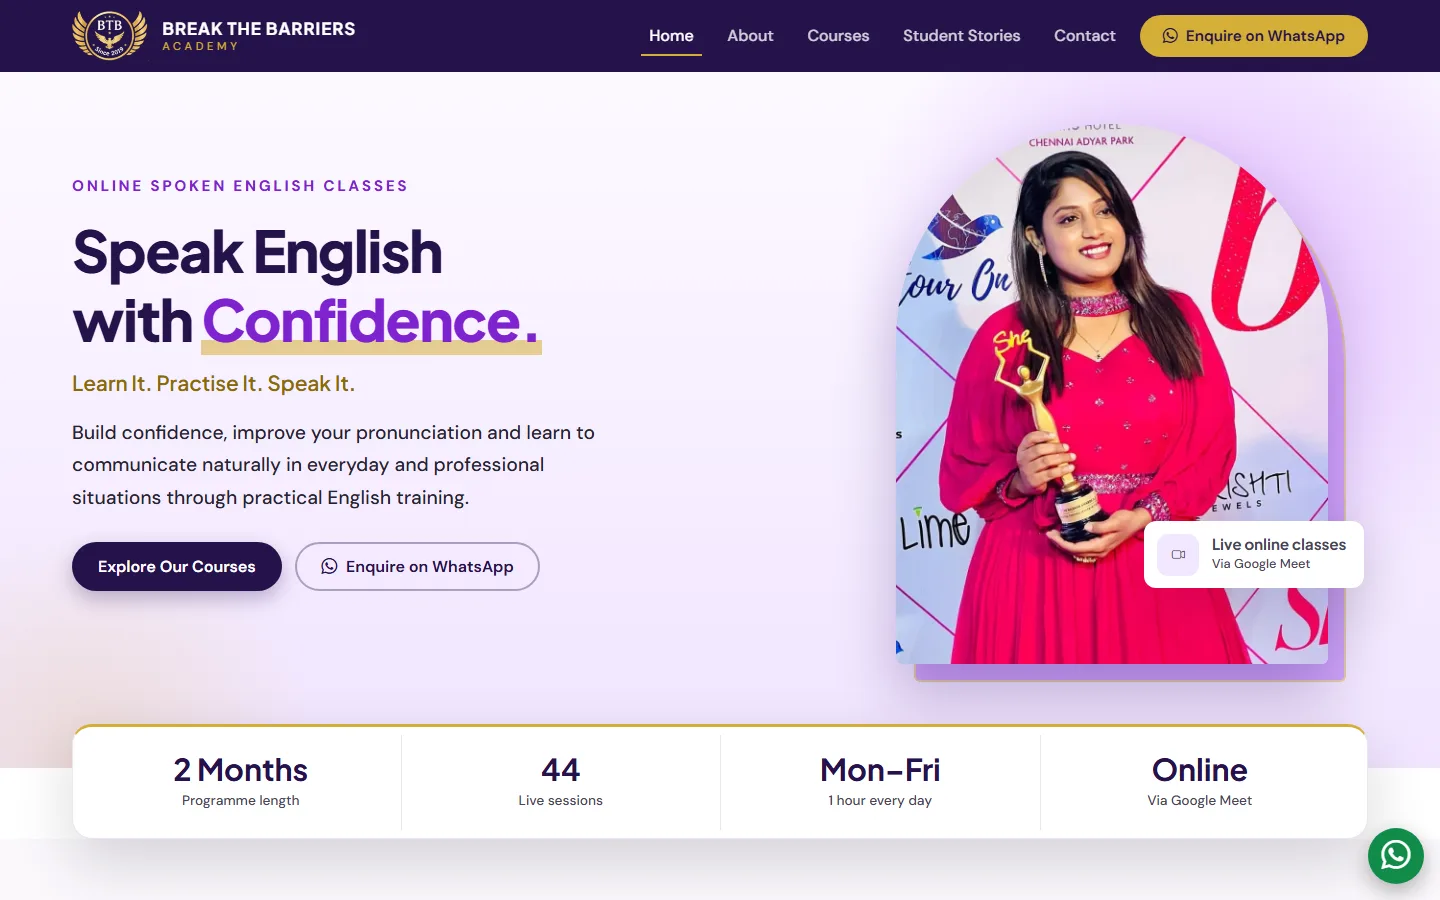 BTB
Since 2019
BREAK THE BARRIERS
ACADEMY
Home
About
Courses
Student Stories
Contact
Enquire on WhatsApp
ONLINE SPOKEN ENGLISH CLASSES
Speak English
with Confidence.
Learn It. Practise It. Speak It.
Build confidence, improve your pronunciation and learn to
communicate naturally in everyday and professional
situations through practical English training.
Explore Our Courses
Enquire on WhatsApp
HOTEL
CHENNAI ADYAR PARK
our On
She
Lime
Live online classes
Via Google Meet
2 Months
Programme length
44
Live sessions
Mon–Fri
1 hour every day
Online
Via Google Meet